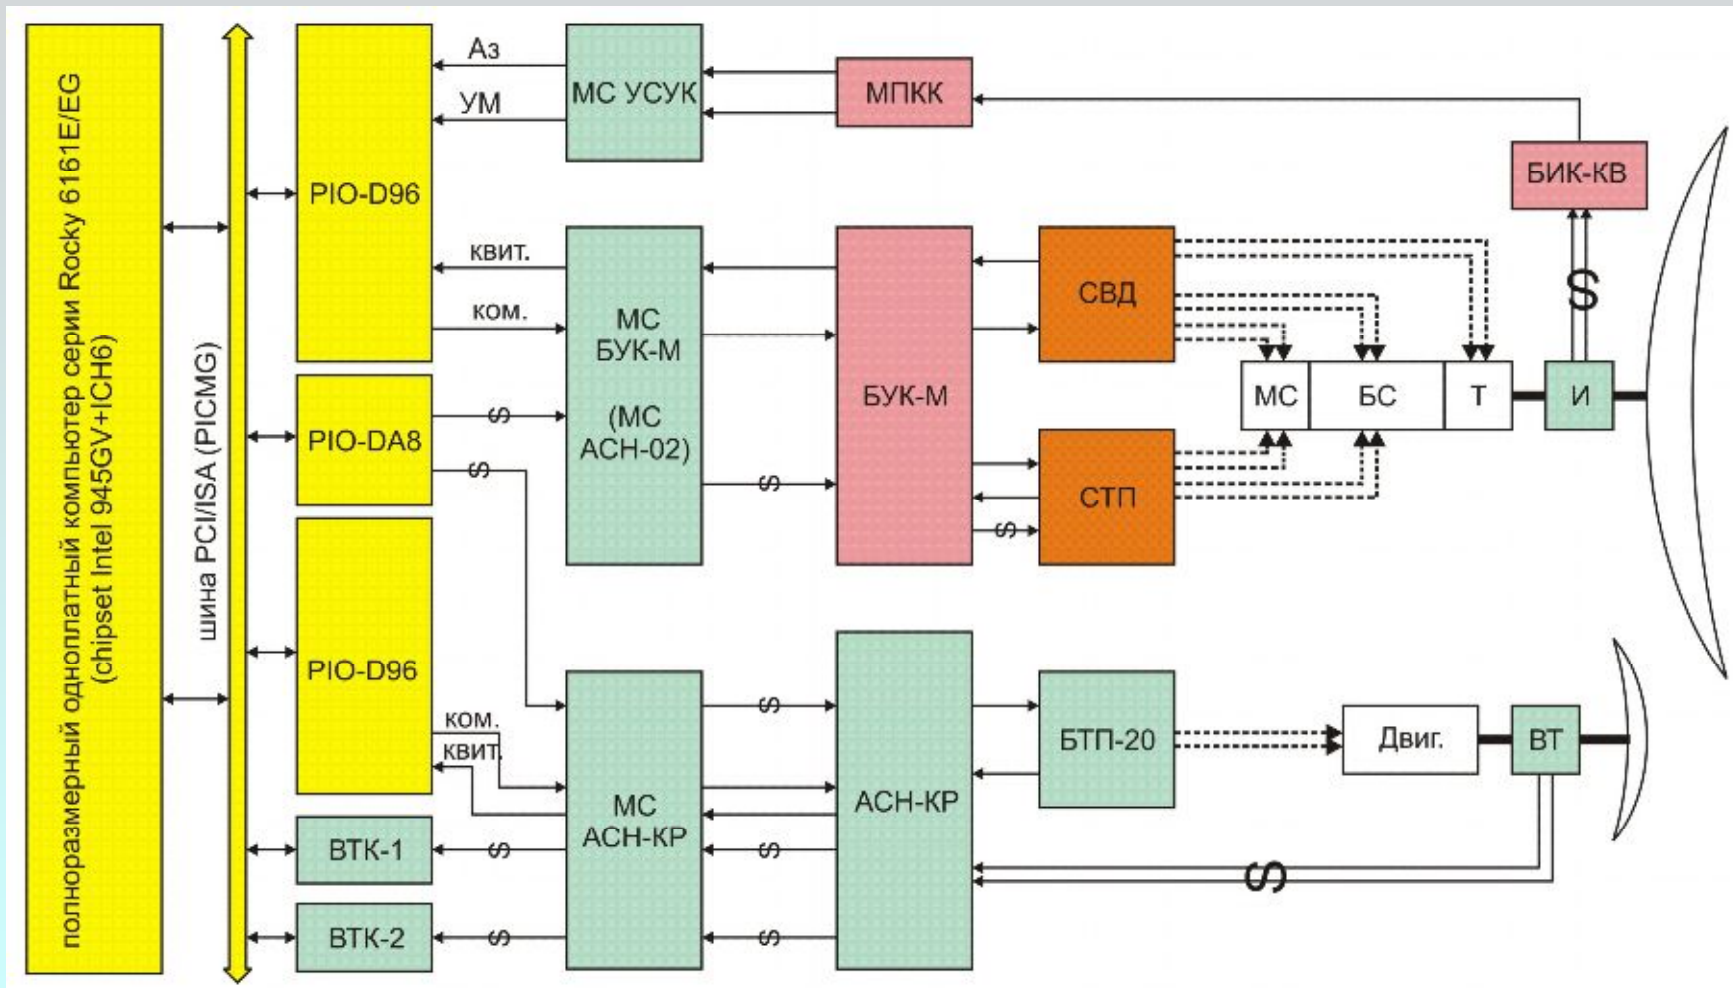 полноразмерный одноплатный компьютер серии Rocky 6161E/EG
(chipset Intel 945GV+ICH6)
шина PCI/ISA (PICMG)
PIO-D96
Аз
УМ
МС УСУК
МПКК
БИК-КВ
квит.
ком.
МС
БУК-М
(МС
АСН-02)
БУК-М
СВД
СТП
МС
БС
Т
И
PIO-DA8
S
S
S
S
S
PIO-D96
ком.
квит.
МС
АСН-КР
S
АСН-КР
БТП-20
Двиг.
ВТ
ВТК-1
S
S
S
ВТК-2
S
S